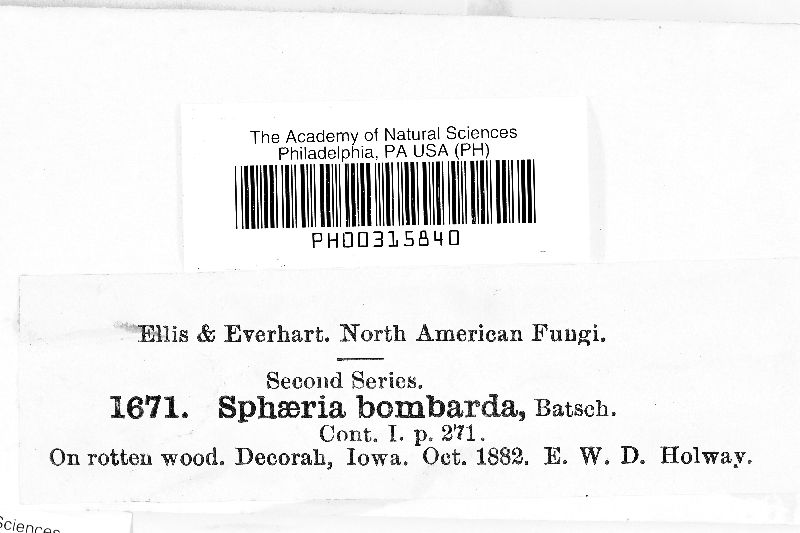 The Academy of Natural Sciences
Philadelphia, PA USA (PH)
PH00315840
Ellis & Everhart. North American Fungi.
Second Series.
1671. Sphæria bombarda, Batsch.
Cont. I. p. 271.
On rotten wood. Decorah, Iowa. Oct. 1882. E. W. D. Holway.
Sciences